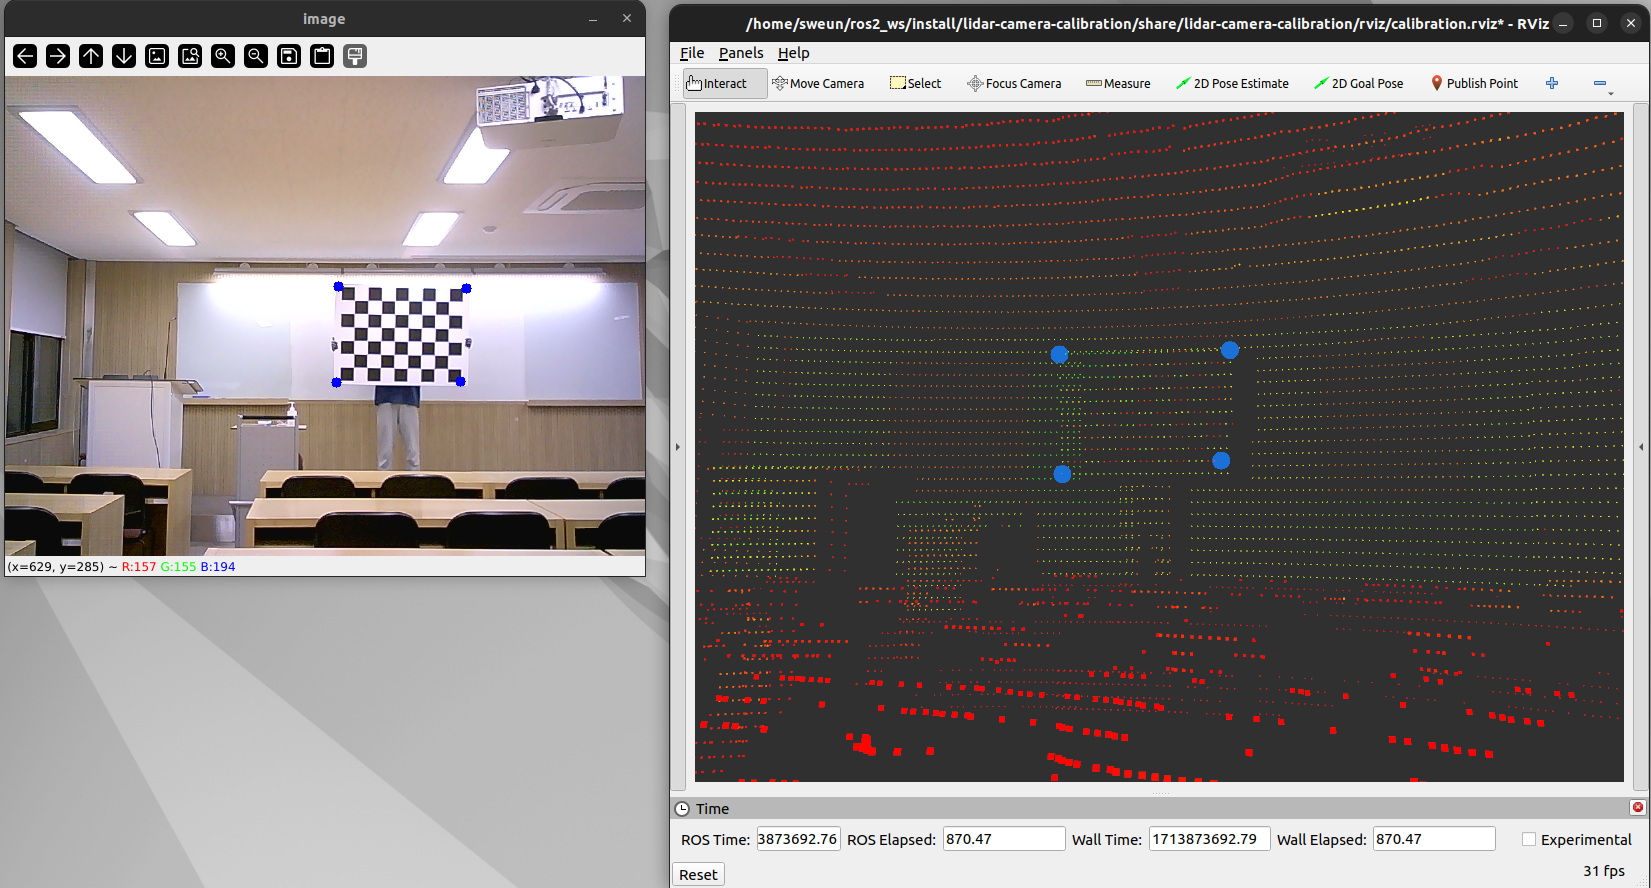 image
(x=629, y=285) ~ R:157 G:155 B:194
/home/sweun/ros2_ws/install/lidar-camera-calibration/share/lidar-camera-calibration/rviz/calibration.rviz* - RViz
File Panels Help
Interact Move Camera Select Focus Camera Measure 2D Pose Estimate 2D Goal Pose Publish Point
Time
ROS Time: 3873692.76 ROS Elapsed: 870.47 Wall Time: 1713873692.79 Wall Elapsed: 870.47 Experimental
Reset 31 fps